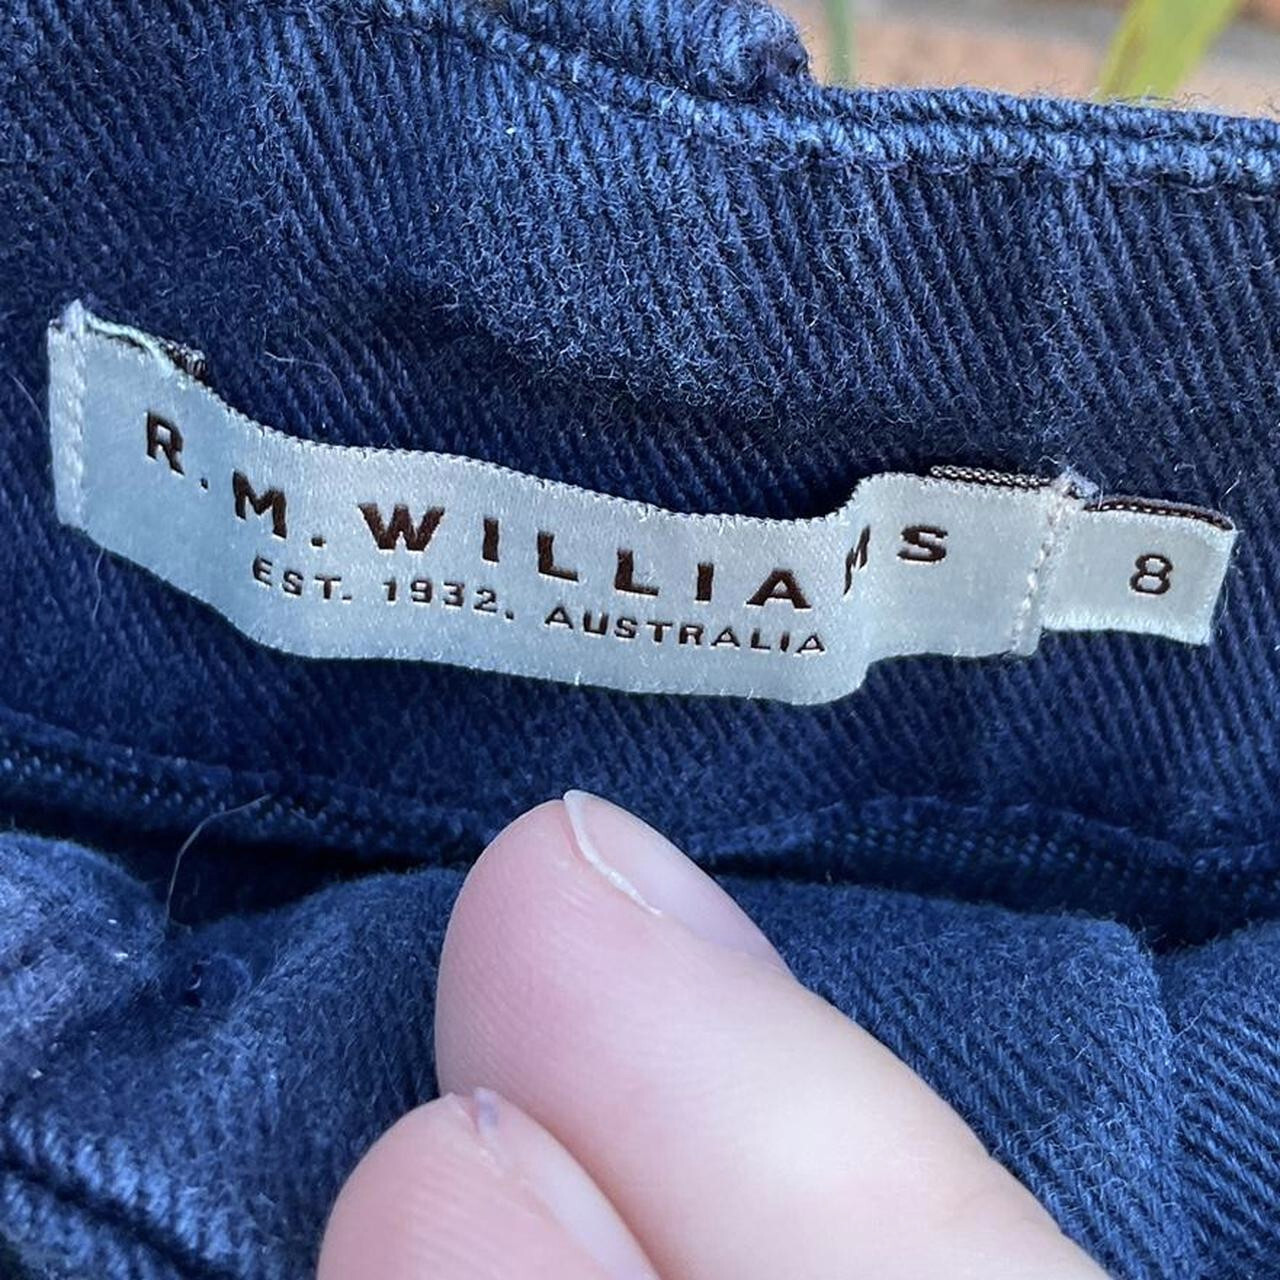 R.M.WILLIAMS
EST. 1932. AUSTRALIA
8